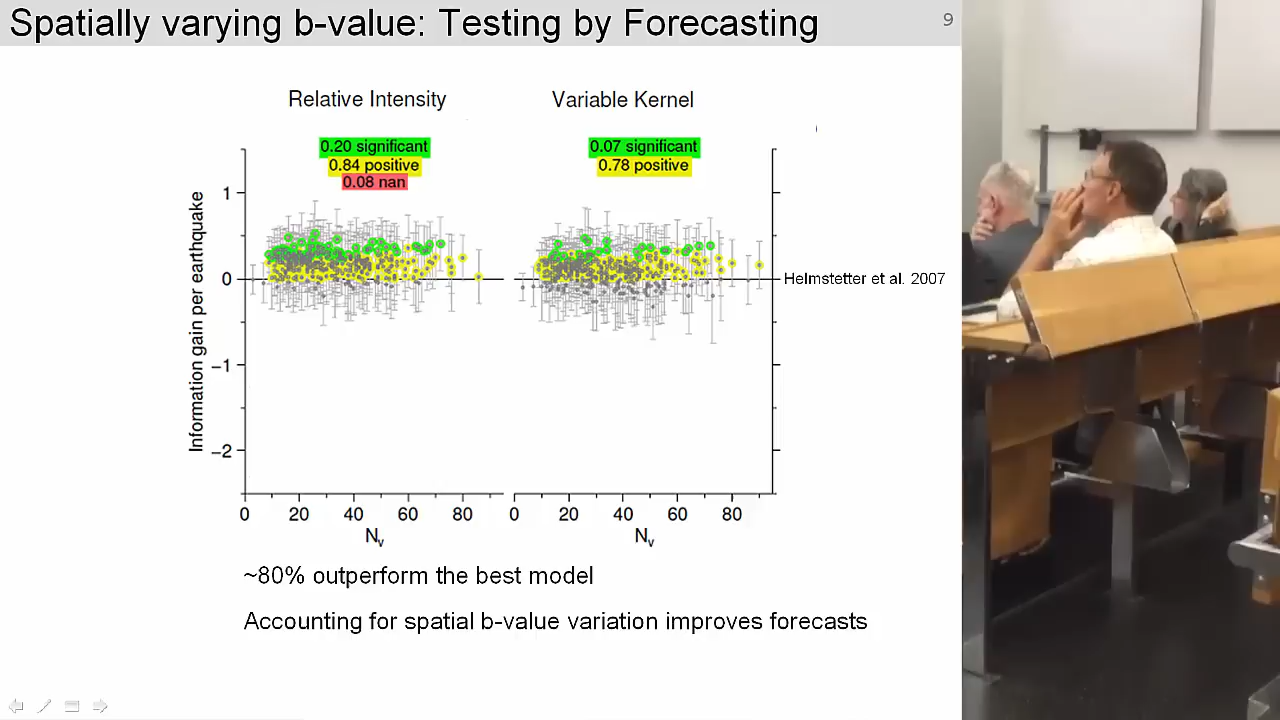 Spatially varying b-value: Testing by Forecasting
9
Relative Intensity
Variable Kernel
0.20 significant
0.84 positive
0.08 nan
0.07 significant
0.78 positive
Information gain per earthquake
1
0
−1
−2
Helmstetter et al. 2007
0 20 40 60 80
0 20 40 60 80
Nv
Nv
~80% outperform the best model
Accounting for spatial b-value variation improves forecasts